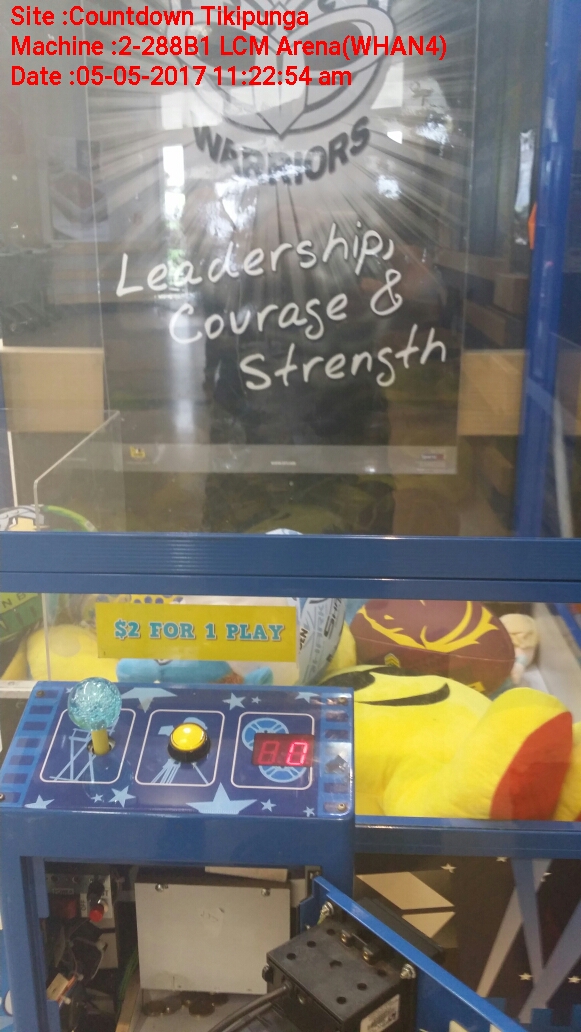 Site :Countdown Tikipunga
Machine :2-288B1 LCM Arena(WHAN4)
Date :05-05-2017 11:22:54 am
WARRIORS
Leadership,
Courage &
Strength
$2 FOR 1 PLAY
0